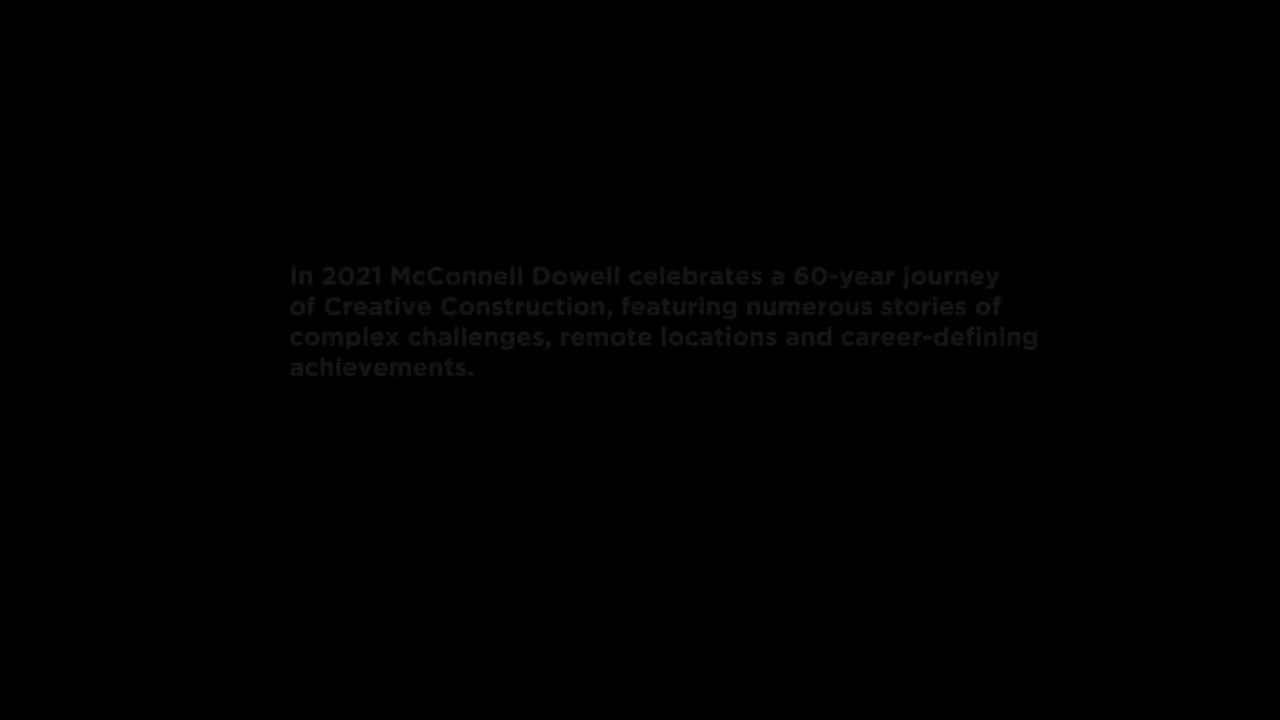 In 2021 McConnell Dowell celebrates a 60-year journey
of Creative Construction, featuring numerous stories of
complex challenges, remote locations and career-defining
achievements.